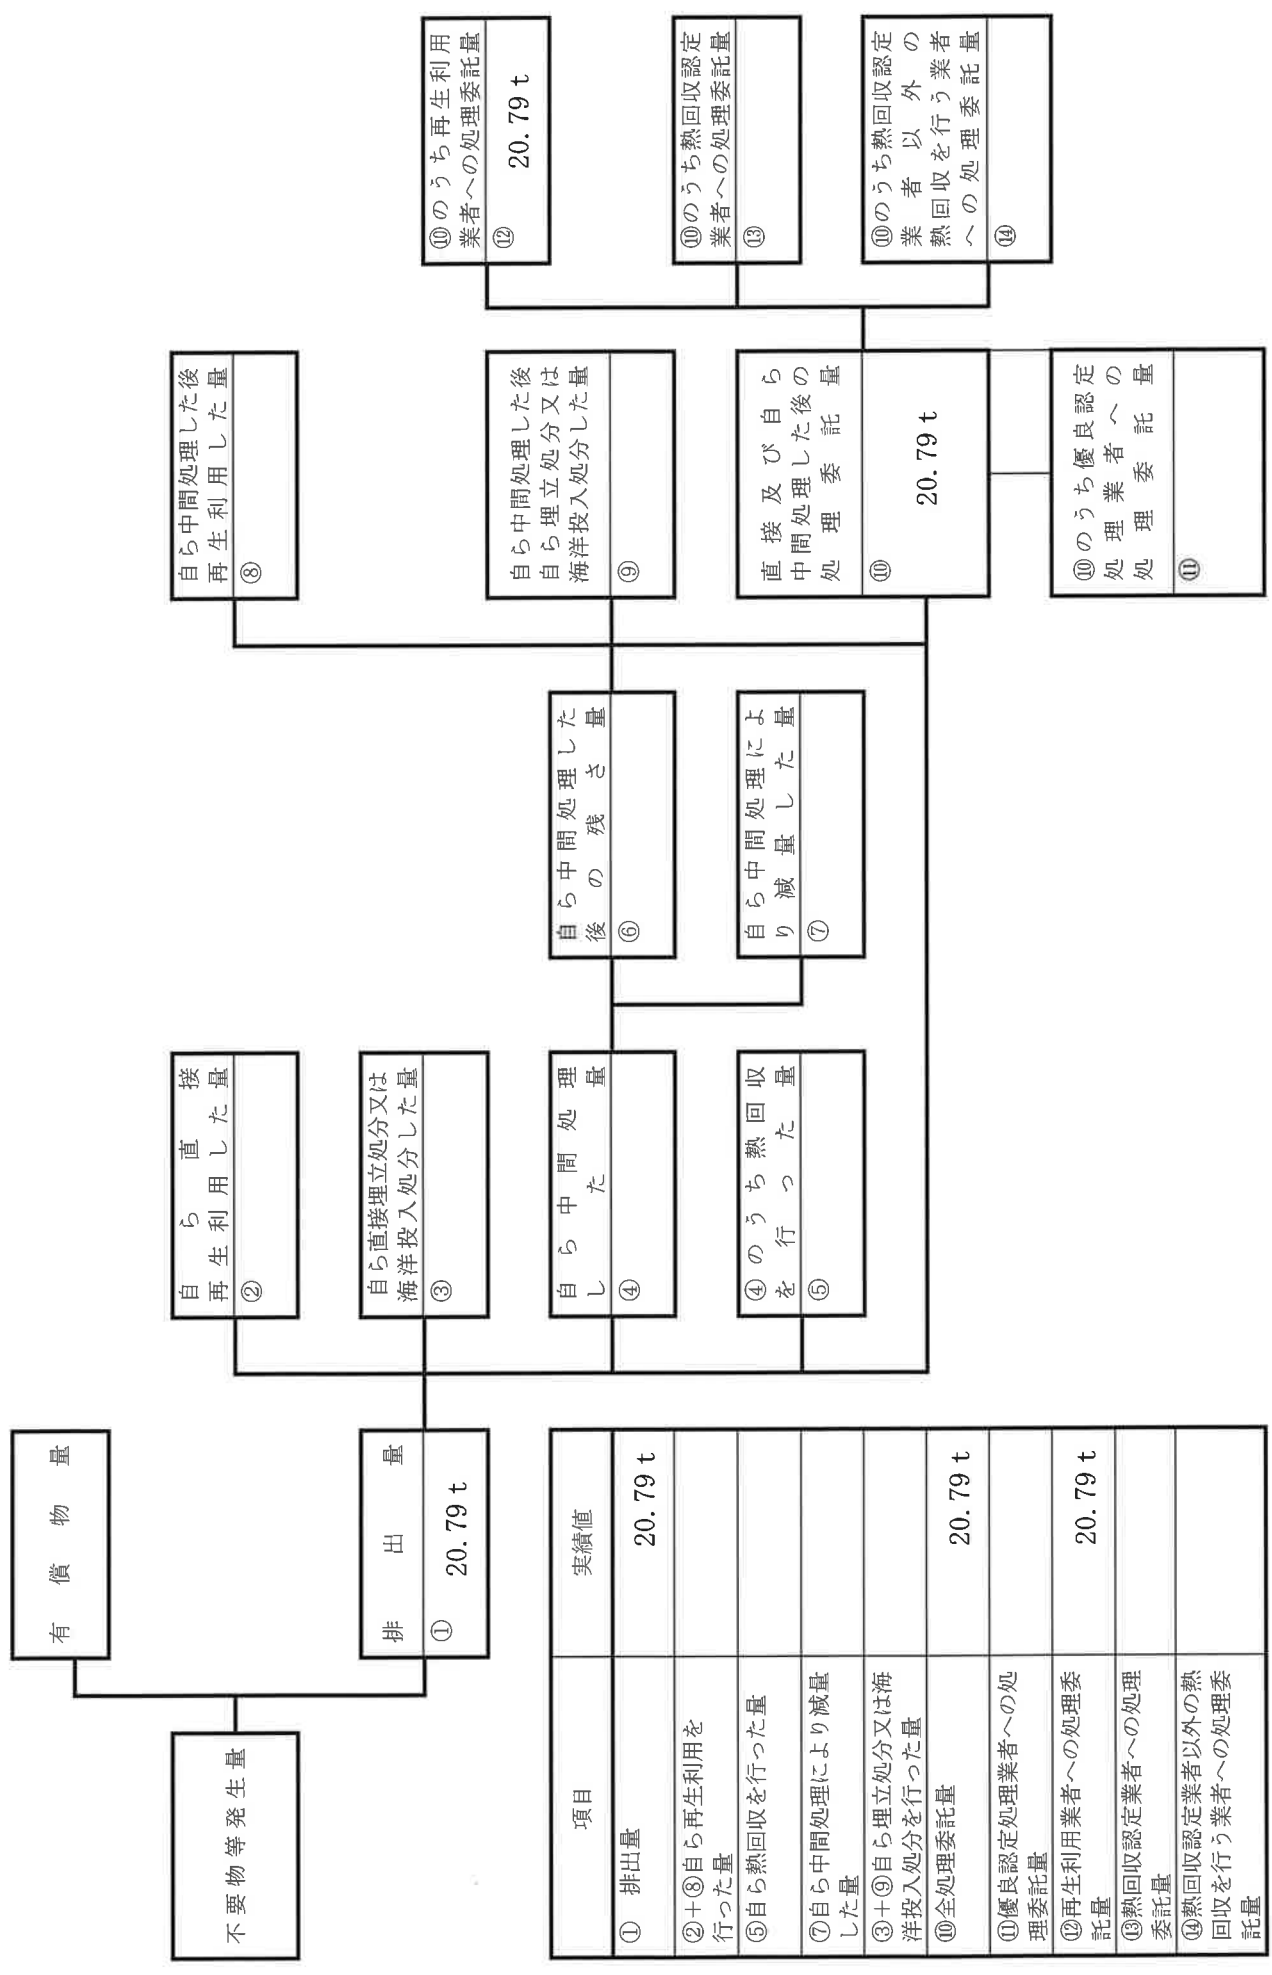 不要物等発生量
有償物量
排出量
① 20.79 t
自ら直接
再生利用した量
②
自ら直接埋立処分又は
海洋投入処分した量
③
自ら中間処理
した量
④
④のうち熱回収
を行った量
⑤
自ら中間処理した
後の残さ量
⑥
自ら中間処理によ
り減量した量
⑦
自ら中間処理した後
再生利用した量
⑧
自ら中間処理した後
自ら埋立処分又は
海洋投入処分した量
⑨
直接及び自ら
中間処理した後の
処理委託量
⑩
20.79 t
⑩のうち優良認定
処理業者への
処理委託量
⑪
⑩のうち再生利用
業者への処理委託量
⑫ 20.79 t
⑩のうち熱回収認定
業者への処理委託量
⑬
⑩のうち熱回収認定
業者以外の
熱回収を行う業者
への処理委託量
⑭
項目 実績値
① 排出量 20.79 t
②+⑧自ら再生利用を
行った量
⑤自ら熱回収を行った量
⑦自ら中間処理により減量
した量
③+⑨自ら埋立処分又は海
洋投入処分を行った量
⑩全処理委託量 20.79 t
⑪優良認定処理業者への処
理委託量
⑫再生利用業者への処理委
託量 20.79 t
⑬熱回収認定業者への処理
委託量
⑭熱回収認定業者以外の熱
回収を行う業者への処理委
託量